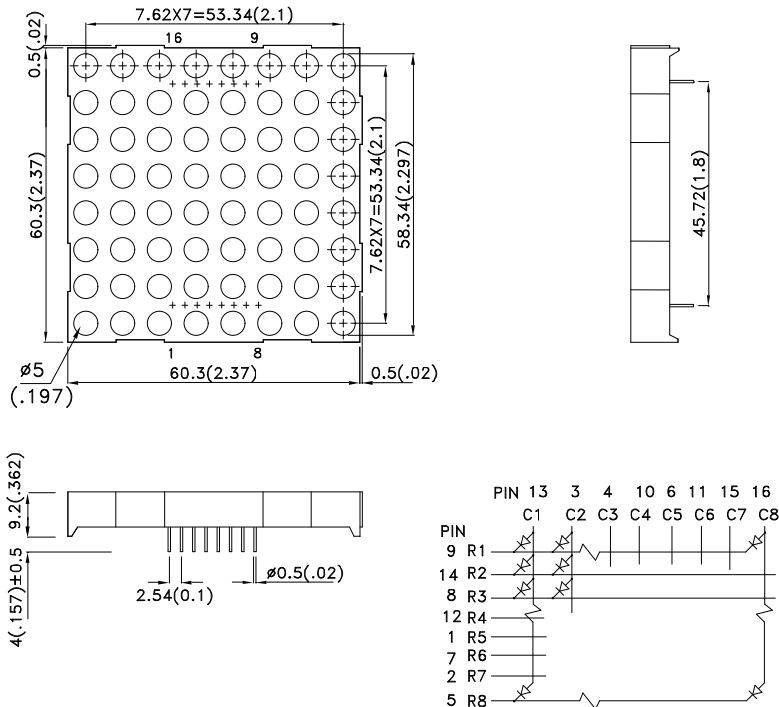 7.62X7=53.34(2.1)
16 9
0.5(.02)
60.3(2.37)
7.62X7=53.34(2.1)
58.34(2.297)
45.72(1.8)
1 8
ø5
(.197)
60.3(2.37)
0.5(.02)
9.2(.362)
4(.157)±0.5
2.54(0.1)
ø0.5(.02)
PIN 13 3 4 10 6 11 15 16
C1 C2 C3 C4 C5 C6 C7 C8
PIN
9 R1
14 R2
8 R3
12 R4
1 R5
7 R6
2 R7
5 R8